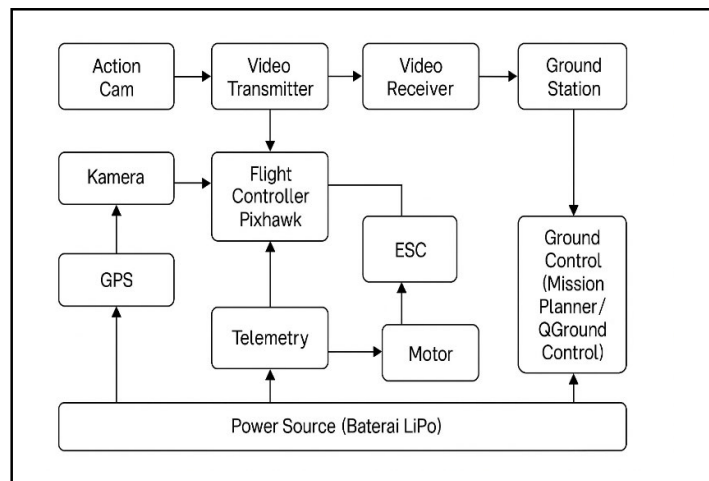 Action
Cam
Video
Transmitter
Video
Receiver
Ground
Station
Kamera
Flight
Controller
Pixhawk
ESC
Ground
Control
(Mission
Planner/
QGround
Control)
GPS
Telemetry
Motor
Power Source (Baterai LiPo)